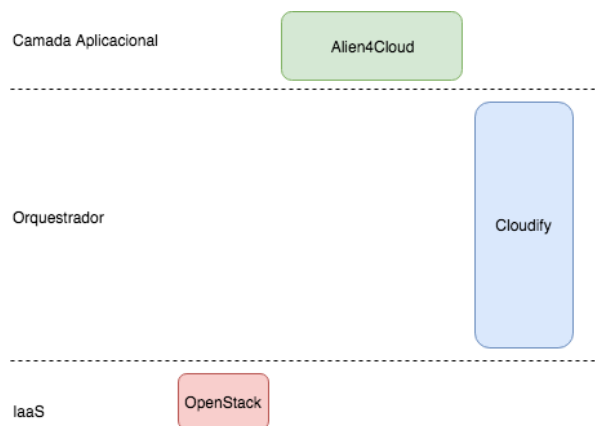 Camada Aplicacional
Alien4Cloud
Orquestrador
Cloudify
OpenStack
IaaS